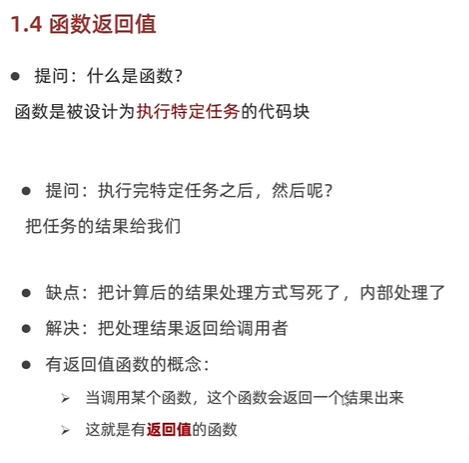 1.4 函数返回值
● 提问：什么是函数？
函数是被设计为执行特定任务的代码块
● 提问：执行完特定任务之后，然后呢？
把任务的结果给我们
● 缺点：把计算后的结果处理方式写死了，内部处理了
● 解决：把处理结果返回给调用者
● 有返回值函数的概念：
➢ 当调用某个函数，这个函数会返回一个结果出来
➢ 这就是有返回值的函数